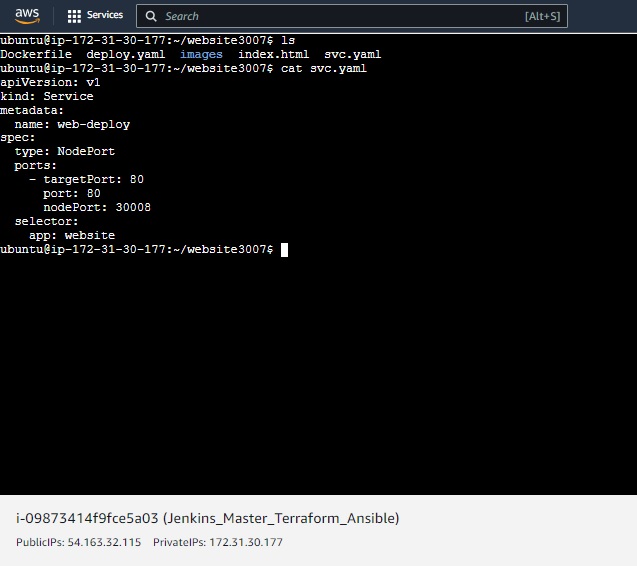 aws Services Search [Alt+S]
ubuntu@ip-172-31-30-177:~/website3007$ ls
Dockerfile  deploy.yaml  images  index.html  svc.yaml
ubuntu@ip-172-31-30-177:~/website3007$ cat svc.yaml
apiVersion: v1
kind: Service
metadata:
  name: web-deploy
spec:
  type: NodePort
  ports:
    - targetPort: 80
      port: 80
      nodePort: 30008
  selector:
    app: website
ubuntu@ip-172-31-30-177:~/website3007$
i-09873414f9fce5a03 (Jenkins_Master_Terraform_Ansible)
PublicIPs: 54.163.32.115    PrivateIPs: 172.31.30.177